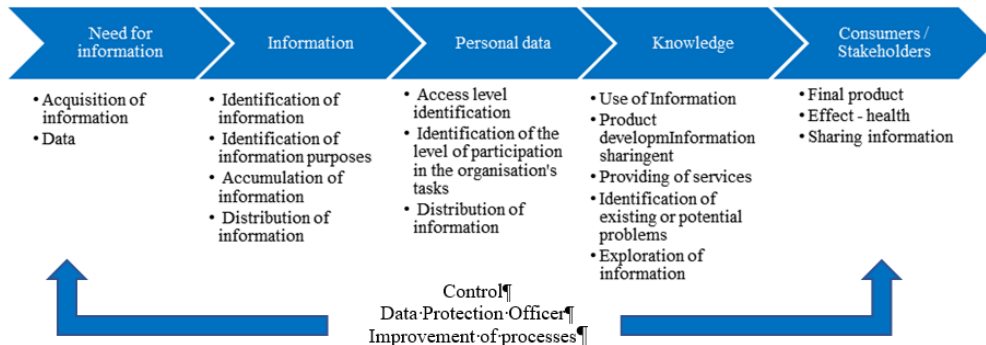 Need for
information
Information
Personal data
Knowledge
Consumers /
Stakeholders
• Acquisition of
information
• Data
• Identification of
information
• Identification of
information purposes
• Accumulation of
information
• Distribution of
information
• Access level
identification
• Identification of the
level of participation
in the organisation's
tasks
• Distribution of
information
• Use of Information
• Product
developmInformation
sharingent
• Providing of services
• Identification of
existing or potential
problems
• Exploration of
information
• Final product
• Effect - health
• Sharing information
Control¶
Data·Protection·Officer¶
Improvement·of·processes¶